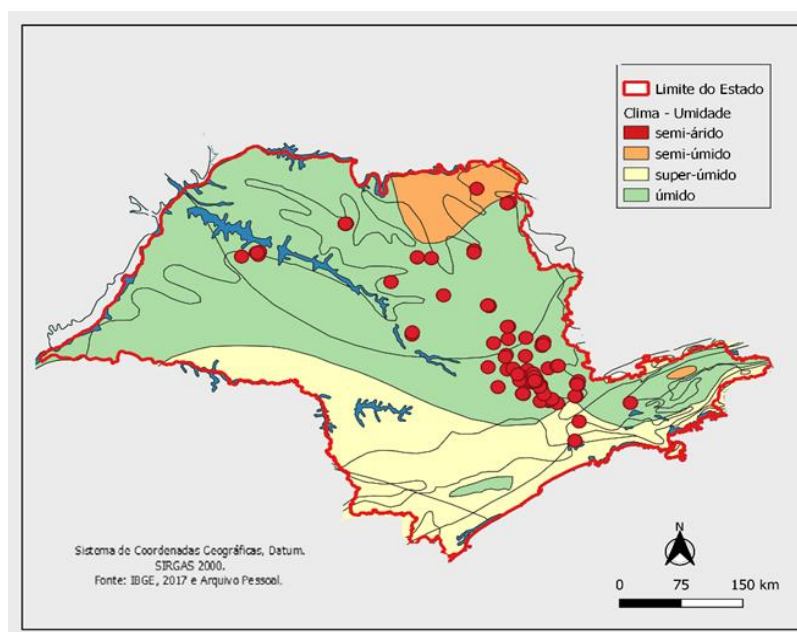 Limite do Estado
Clima - Umidade
semi-árido
semi-úmido
super-úmido
úmido
Sistema de Coordenadas Geográficas, Datum.
SIRGAS 2000.
Fonte: IBGE, 2017 e Arquivo Pessoal.
N
0 75 150 km